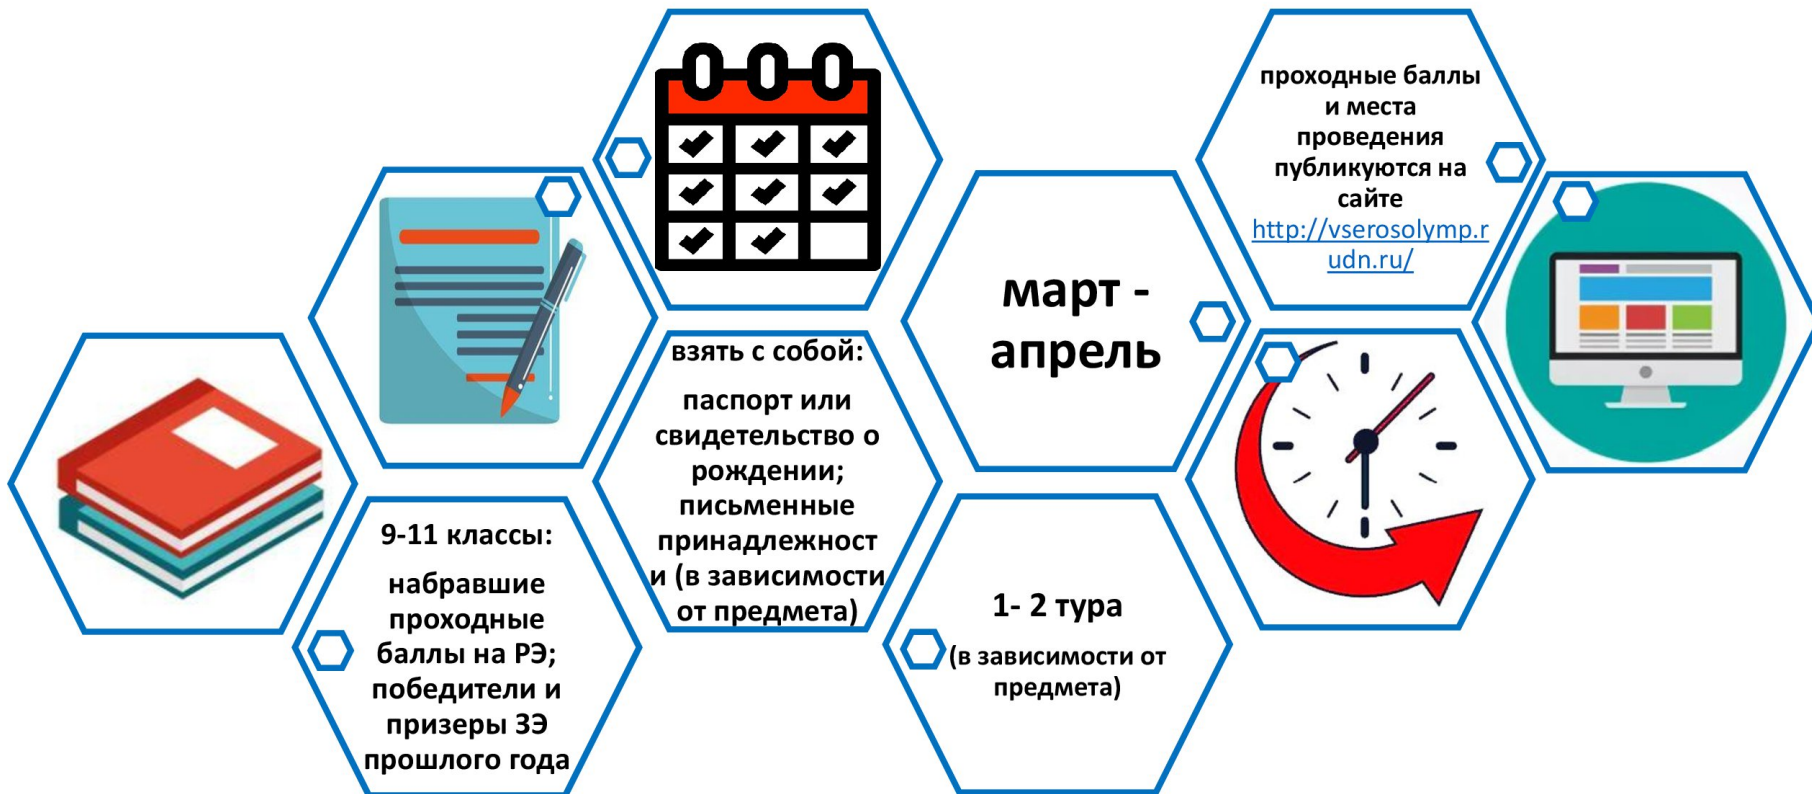 9-11 классы:
набравшие
проходные
баллы на РЭ;
победители и
призеры ЗЭ
прошлого года
взять с собой:
паспорт или
свидетельство о
рождении;
письменные
принадлежност
и (в зависимости
от предмета)
март -
апрель
1- 2 тура
(в зависимости от
предмета)
проходные баллы
и места
проведения
публикуются на
сайте
http://vserosolymp.r
udn.ru/